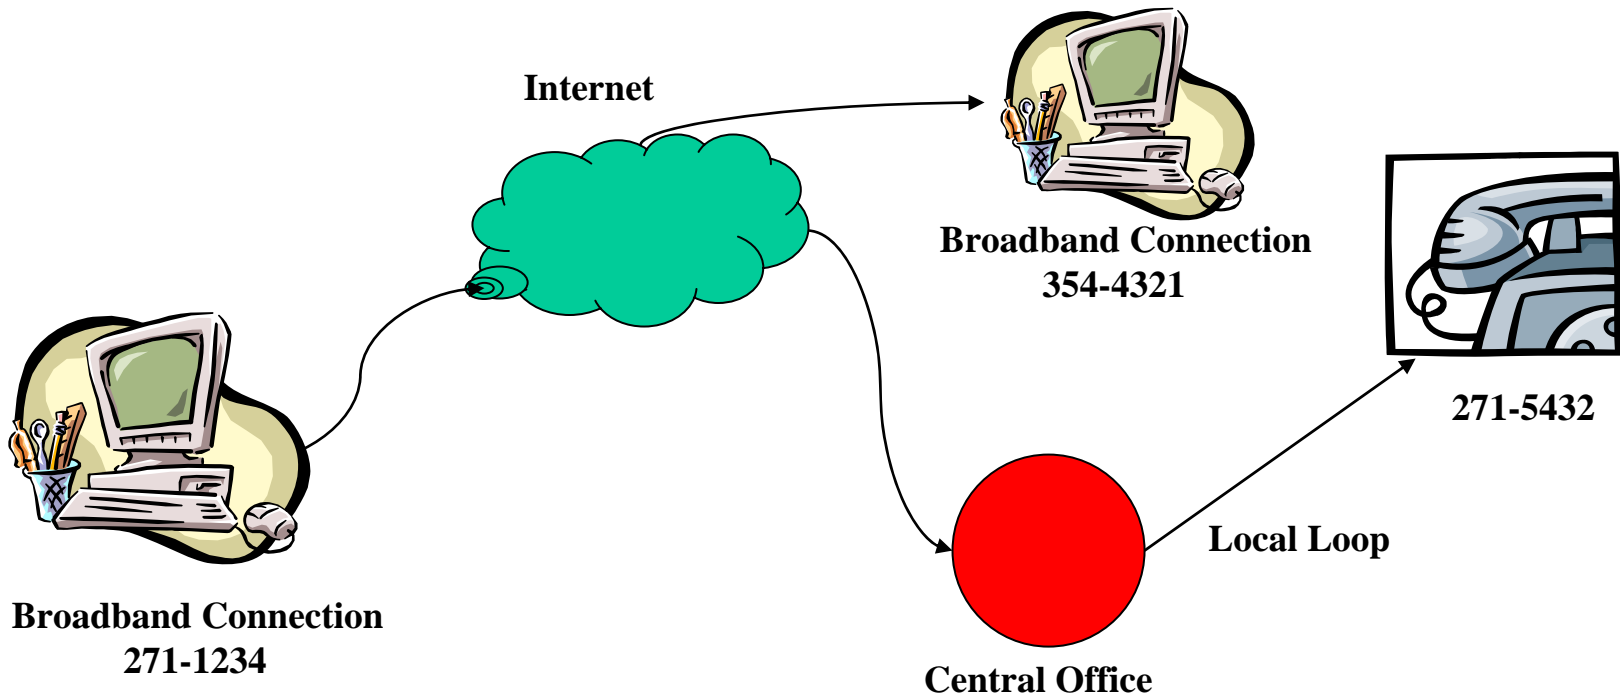 Internet
Broadband Connection
354-4321
271-5432
Local Loop
Broadband Connection
271-1234
Central Office